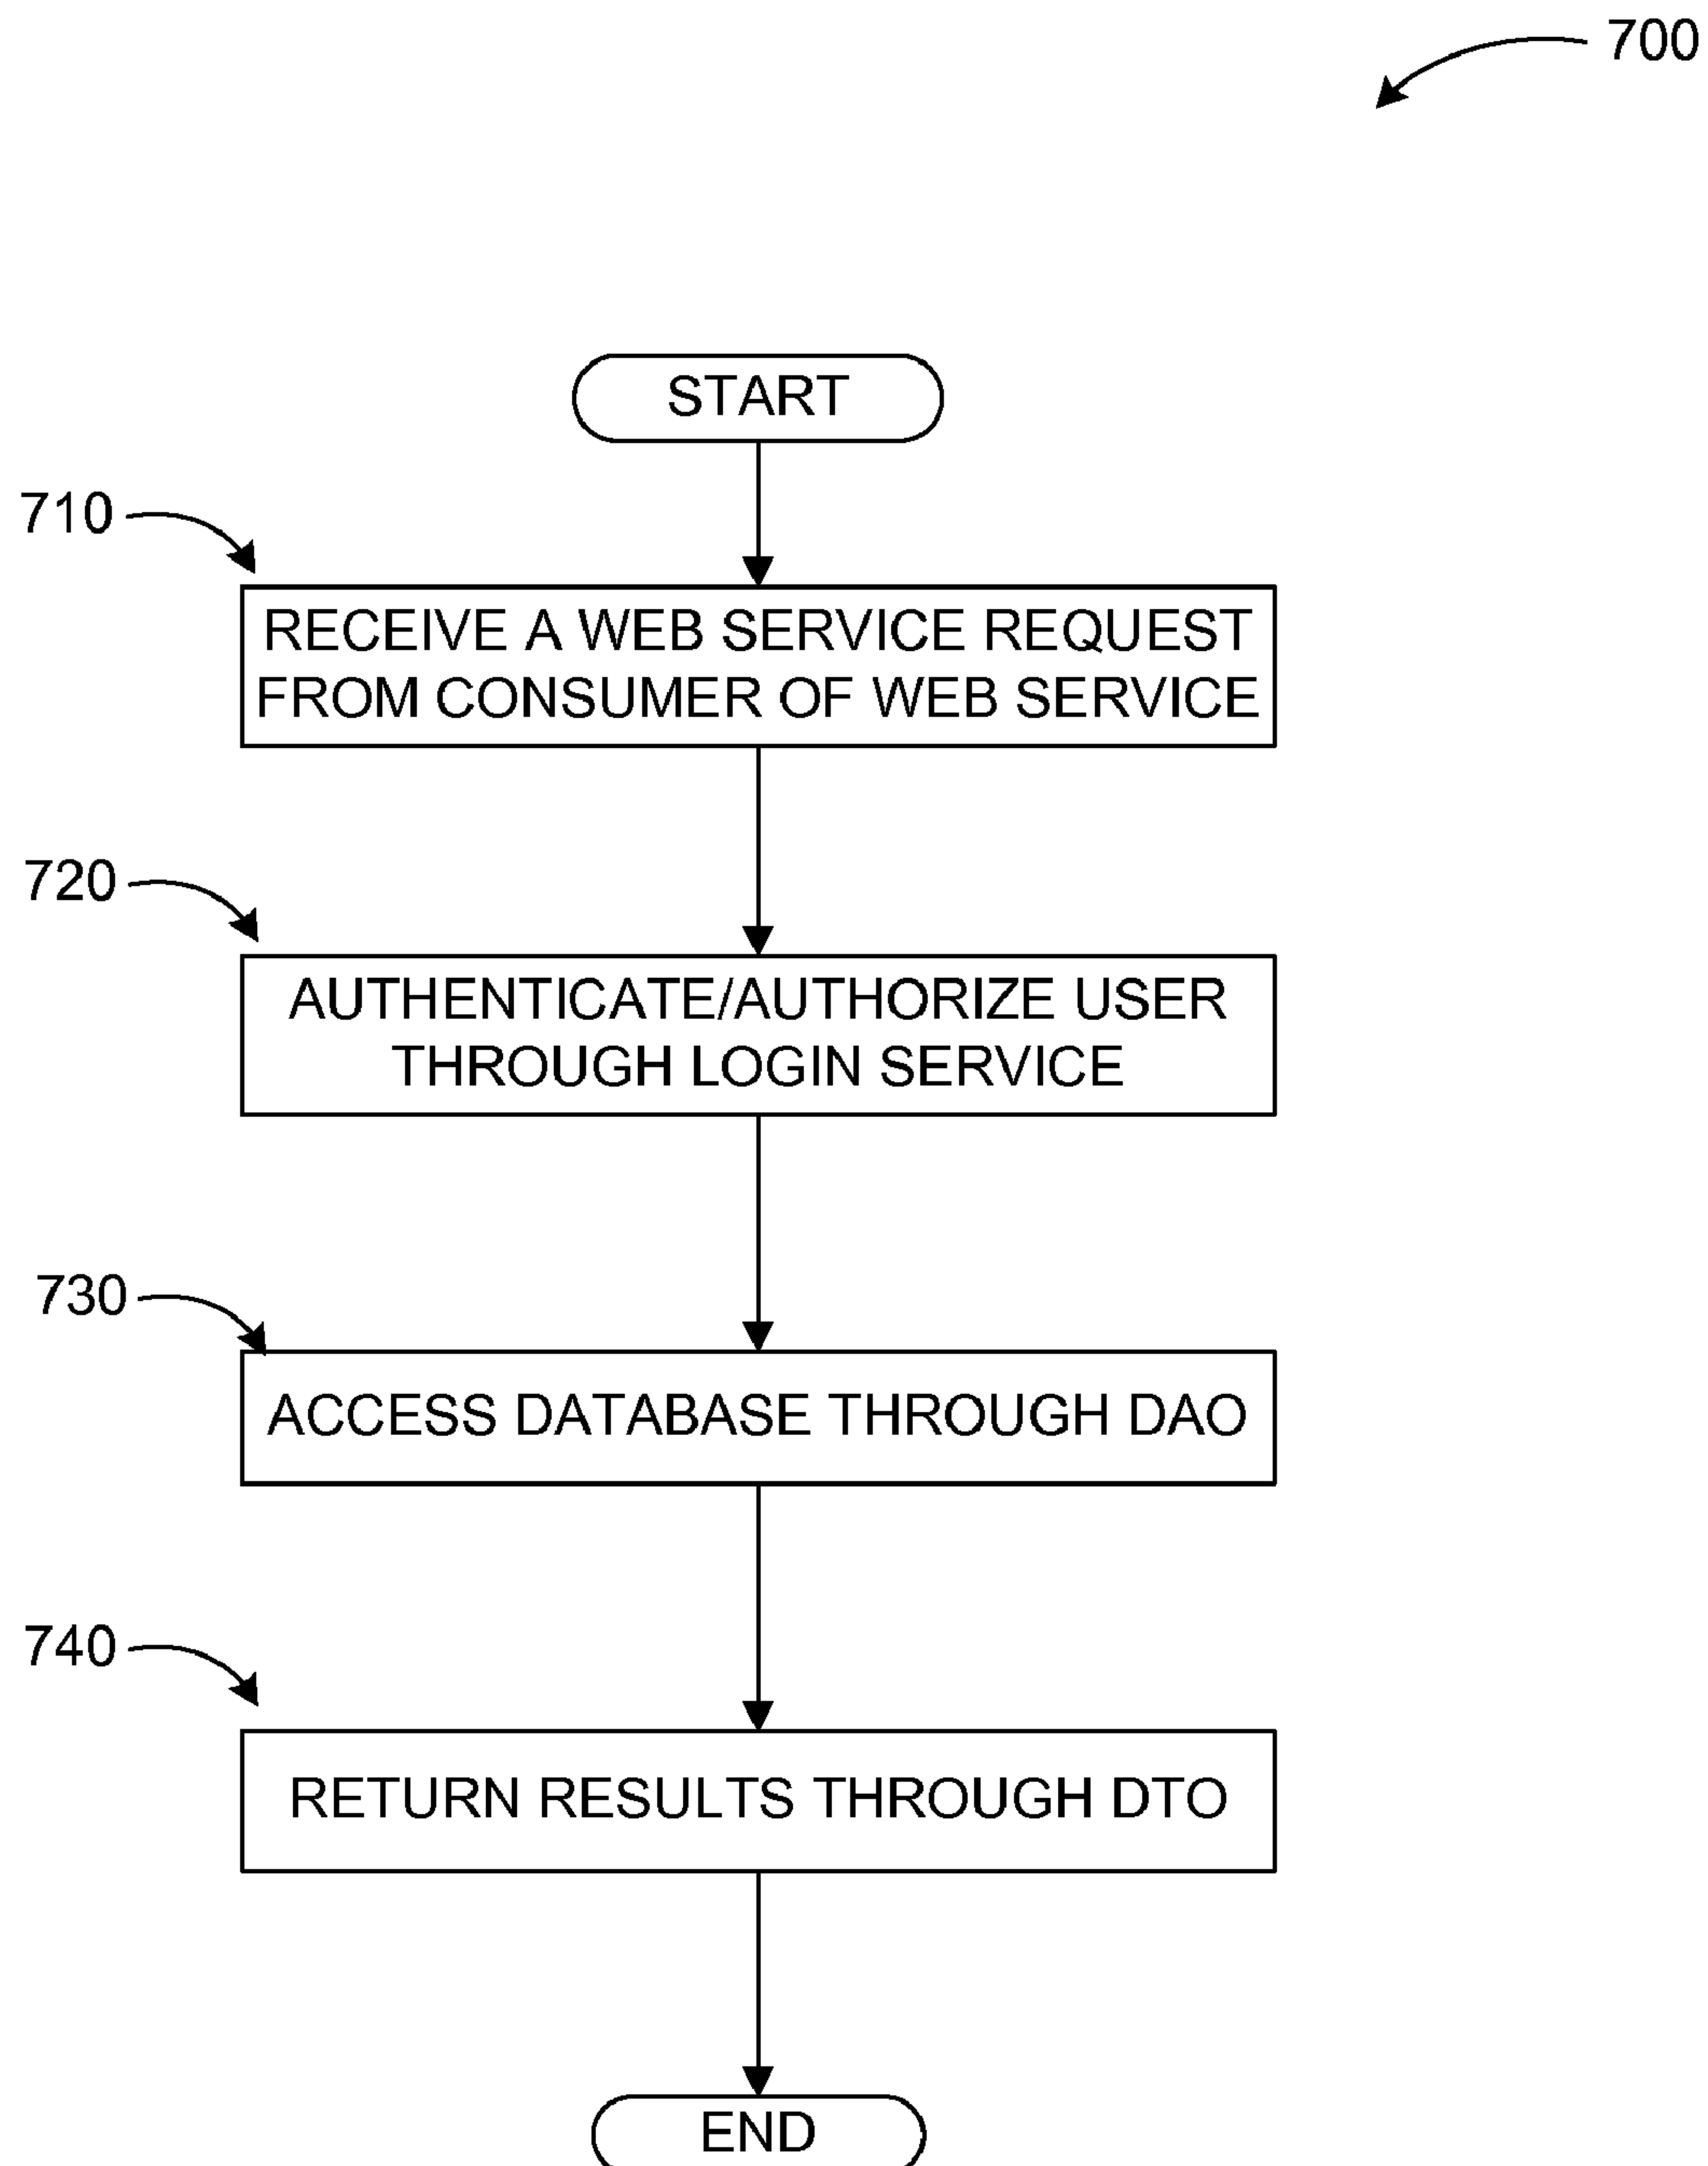 700
START
710
RECEIVE A WEB SERVICE REQUEST
FROM CONSUMER OF WEB SERVICE
720
AUTHENTICATE/AUTHORIZE USER
THROUGH LOGIN SERVICE
730
ACCESS DATABASE THROUGH DAO
740
RETURN RESULTS THROUGH DTO
END